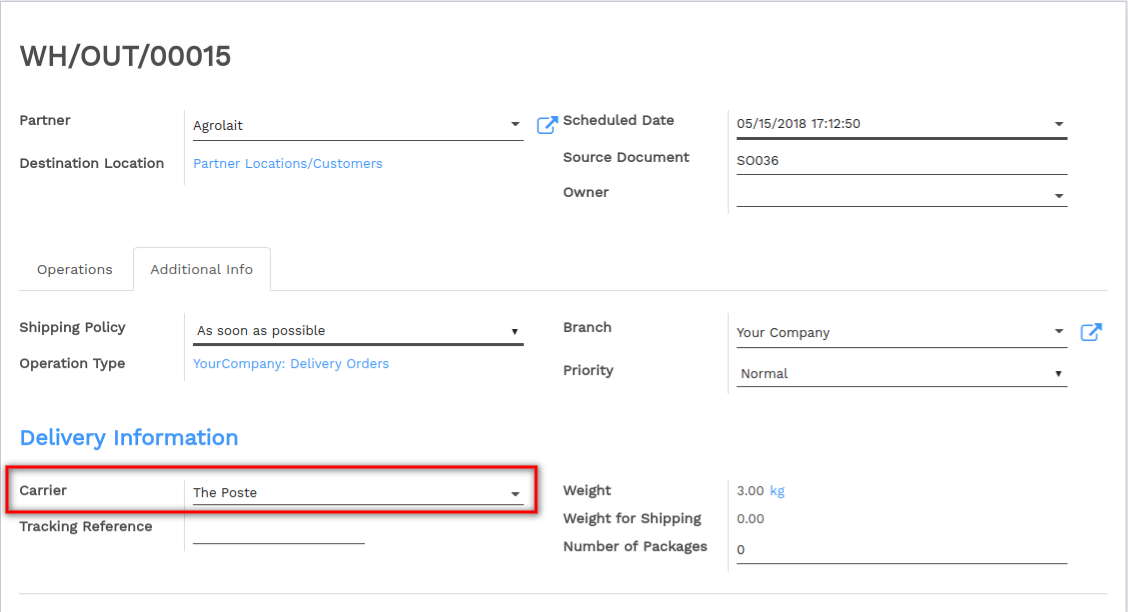 WH/OUT/00015
Partner
Agrolait
Scheduled Date
05/15/2018 17:12:50
Destination Location
Partner Locations/Customers
Source Document
SO036
Owner
Operations
Additional Info
Shipping Policy
As soon as possible
Branch
Your Company
Operation Type
YourCompany: Delivery Orders
Priority
Normal
Delivery Information
Carrier
The Poste
Weight
3.00 kg
Tracking Reference
Weight for Shipping
0.00
Number of Packages
0